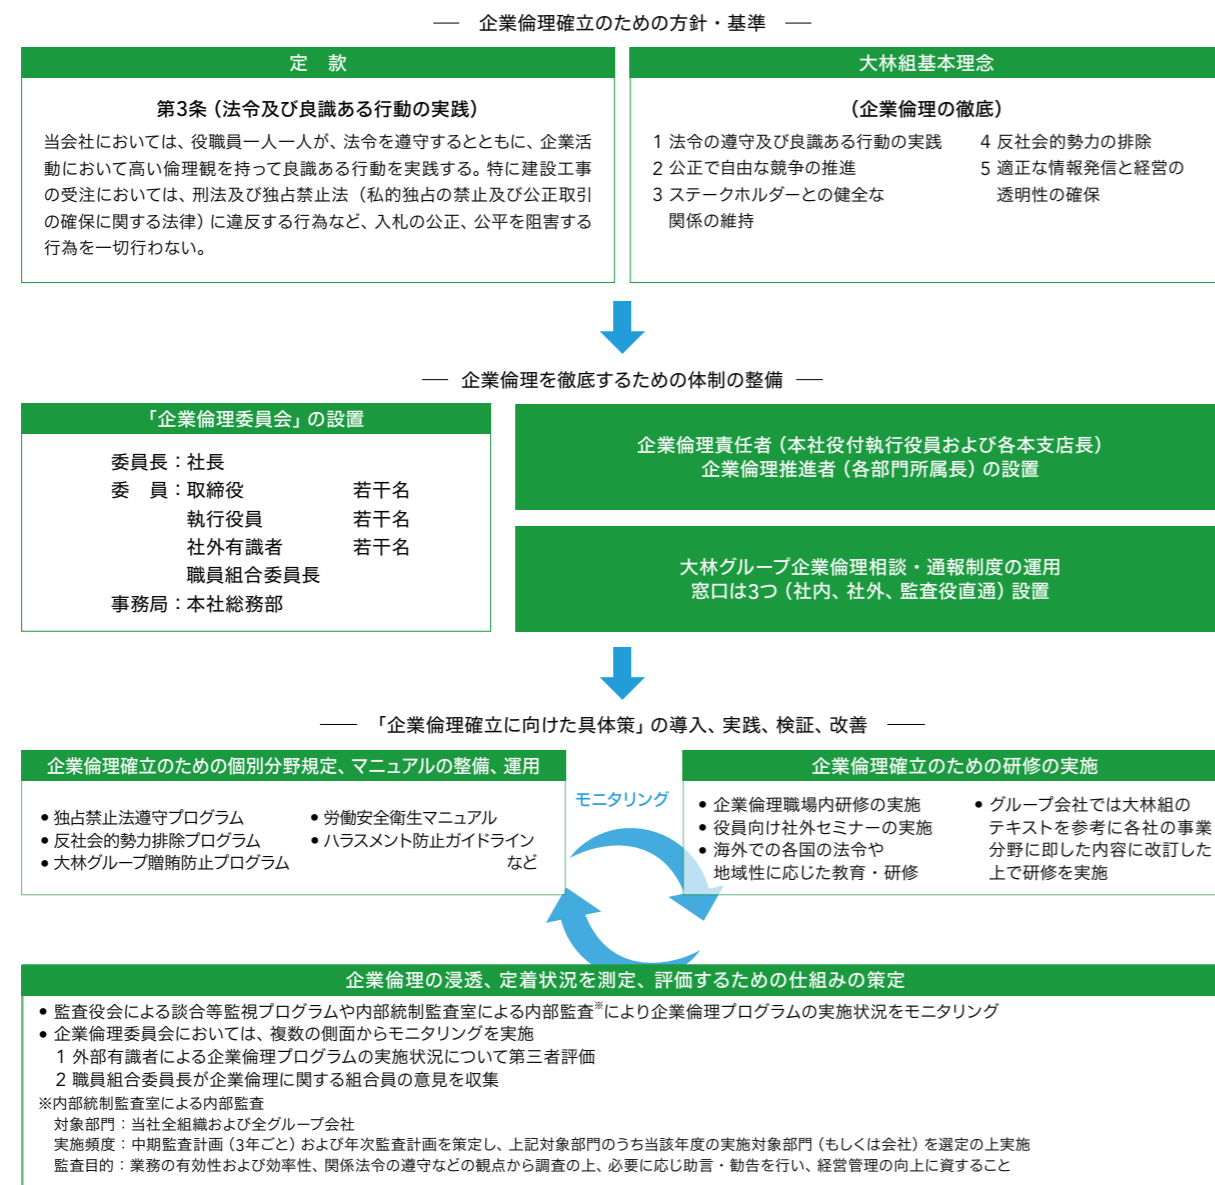 企業倫理確立のための方針・基準
定　款
第3条（法令及び良識ある行動の実践）
当会社においては、役職員一人一人が、法令を遵守するとともに、企業活
動において高い倫理観を持って良識ある行動を実践する。特に建設工事
の受注においては、刑法及び独占禁止法（私的独占の禁止及び公正取引
の確保に関する法律）に違反する行為など、入札の公正、公平を阻害する
行為を一切行わない。
大林組基本理念
（企業倫理の徹底）
1 法令の遵守及び良識ある行動の実践
2 公正で自由な競争の推進
3 ステークホルダーとの健全な
関係の維持
4 反社会的勢力の排除
5 適正な情報発信と経営の
透明性の確保
企業倫理を徹底するための体制の整備
「企業倫理委員会」の設置
委員長：社長
委　員：取締役　若干名
執行役員　若干名
社外有識者　若干名
職員組合委員長
事務局：本社総務部
企業倫理責任者（本社役付執行役員および各本支店長）
企業倫理推進者（各部門所属長）の設置
大林グループ企業倫理相談・通報制度の運用
窓口は3つ（社内、社外、監査役直通）設置
「企業倫理確立に向けた具体策」の導入、実践、検証、改善
企業倫理確立のための個別分野規定、マニュアルの整備、運用
● 独占禁止法遵守プログラム
● 反社会的勢力排除プログラム
● 大林グループ贈賄防止プログラム
● 労働安全衛生マニュアル
● ハラスメント防止ガイドライン
など
モニタリング
企業倫理確立のための研修の実施
● 企業倫理職場内研修の実施
● 役員向け社外セミナーの実施
● 海外での各国の法令や
地域性に応じた教育・研修
● グループ会社では大林組の
テキストを参考に各社の事業
分野に即した内容に改訂した
上で研修を実施
企業倫理の浸透、定着状況を測定、評価するための仕組みの策定
● 監査役会による談合等監視プログラムや内部統制監査室による内部監査※により企業倫理プログラムの実施状況をモニタリング
● 企業倫理委員会においては、複数の側面からモニタリングを実施
1 外部有識者による企業倫理プログラムの実施状況について第三者評価
2 職員組合委員長が企業倫理に関する組合員の意見を収集
※内部統制監査室による内部監査
対象部門：当社全組織および全グループ会社
実施頻度：中期監査計画（3年ごと）および年次監査計画を策定し、上記対象部門のうち当該年度の実施対象部門（もしくは会社）を選定の上実施
監査目的：業務の有効性および効率性、関係法令の遵守などの観点から調査の上、必要に応じ助言・勧告を行い、経営管理の向上に資すること